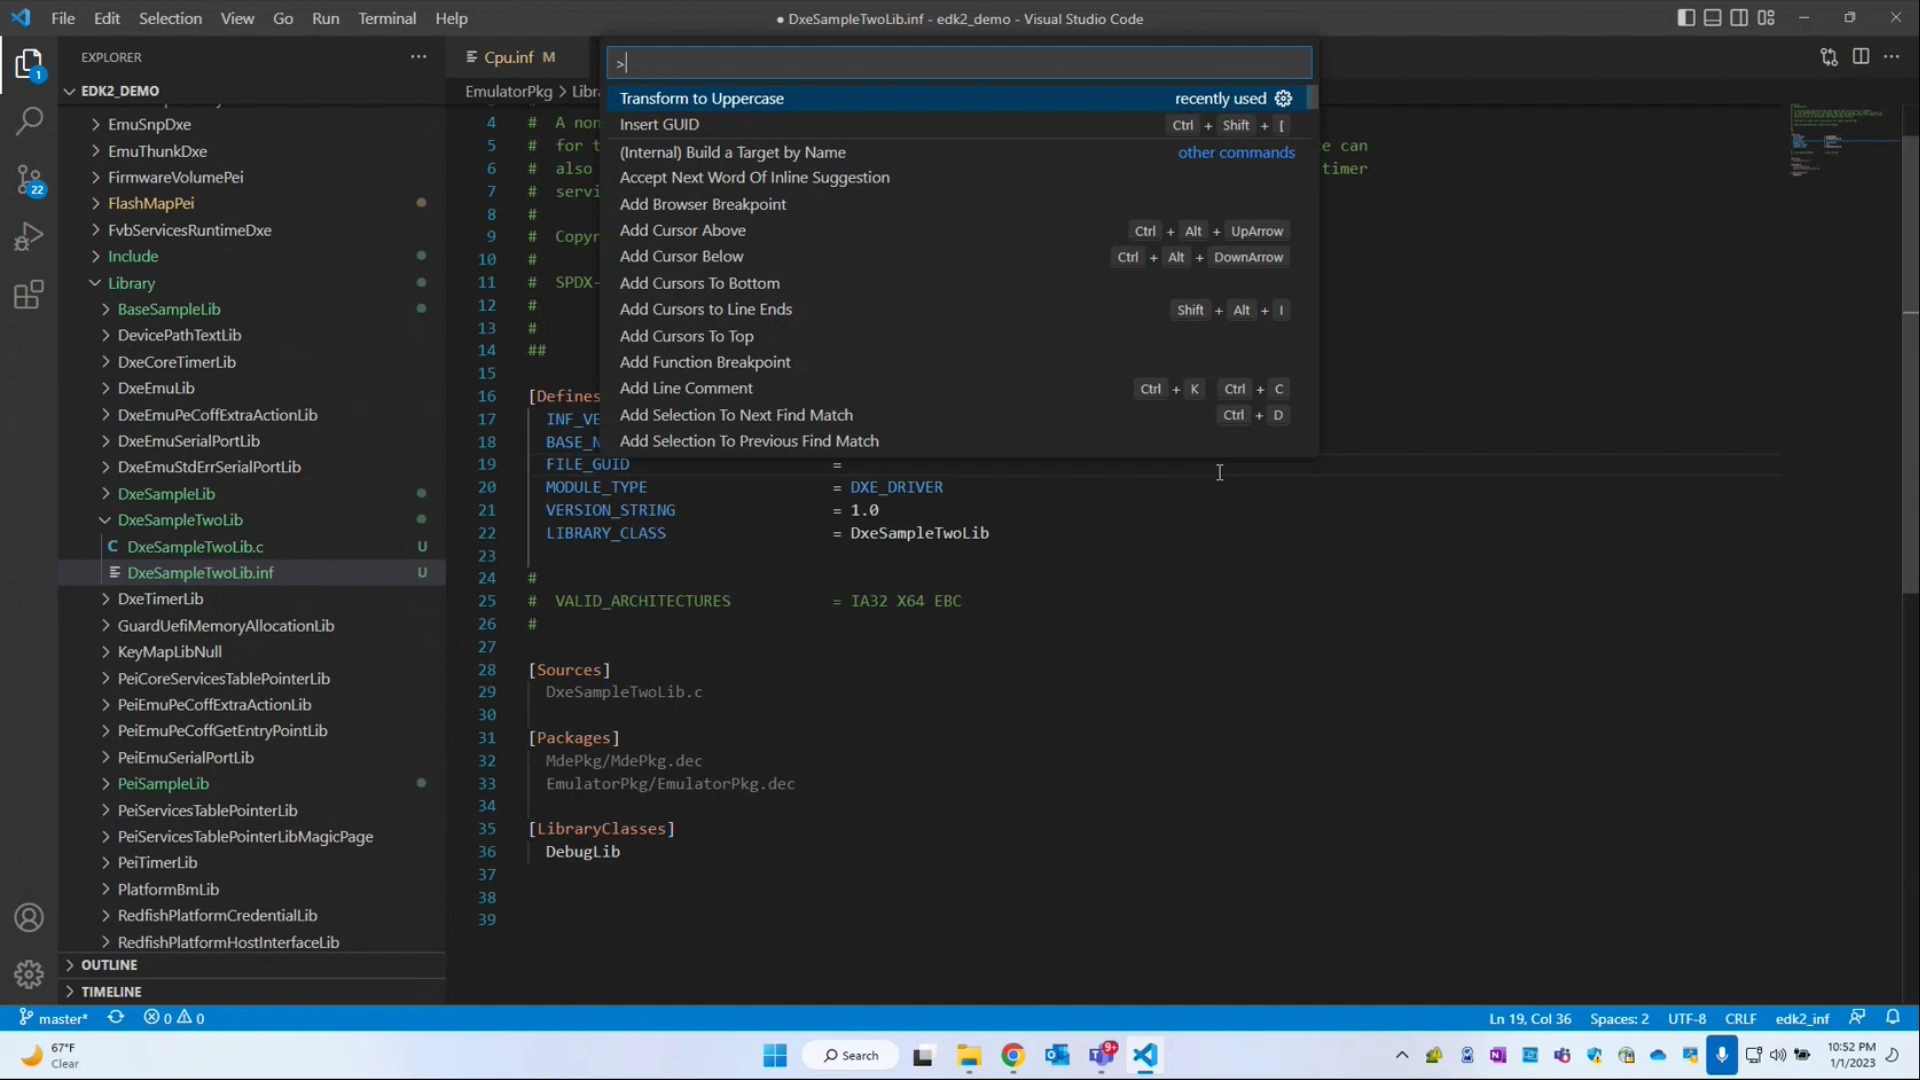 File Edit Selection View Go Run Terminal Help
● DxeSampleTwoLib.inf - edk2_demo - Visual Studio Code
EXPLORER
EDK2_DEMO
EmuSnpDxe
EmuThunkDxe
FirmwareVolumePei
FlashMapPei
FvbServicesRuntimeDxe
Include
Library
BaseSampleLib
DevicePathTextLib
DxeCoreTimerLib
DxeEmuLib
DxeEmuPeCoffExtraActionLib
DxeEmuSerialPortLib
DxeEmuStdErrSerialPortLib
DxeSampleLib
DxeSampleTwoLib
C DxeSampleTwoLib.c U
DxeSampleTwoLib.inf U
DxeTimerLib
GuardUefiMemoryAllocationLib
KeyMapLibNull
PeiCoreServicesTablePointerLib
PeiEmuPeCoffExtraActionLib
PeiEmuPeCoffGetEntryPointLib
PeiEmuSerialPortLib
PeiSampleLib
PeiServicesTablePointerLib
PeiServicesTablePointerLibMagicPage
PeiTimerLib
PlatformBmLib
RedfishPlatformCredentialLib
RedfishPlatformHostInterfaceLib
OUTLINE
TIMELINE
1
22
Cpu.inf M
EmulatorPkg > Libra
>
Transform to Uppercase recently used
Insert GUID Ctrl + Shift + [
(Internal) Build a Target by Name other commands
Accept Next Word Of Inline Suggestion
Add Browser Breakpoint
Add Cursor Above Ctrl + Alt + UpArrow
Add Cursor Below Ctrl + Alt + DownArrow
Add Cursors To Bottom
Add Cursors to Line Ends Shift + Alt + I
Add Cursors To Top
Add Function Breakpoint
Add Line Comment Ctrl + K Ctrl + C
Add Selection To Next Find Match Ctrl + D
Add Selection To Previous Find Match
4 # A non
5 # for t ce can
6 # also timer
7 # servi
8 #
9 # Copyr
10 #
11 # SPDX-
12 #
13 #
14 ##
15
16 [Defines
17 INF_VE
18 BASE_N
19 FILE_GUID =
20 MODULE_TYPE = DXE_DRIVER
21 VERSION_STRING = 1.0
22 LIBRARY_CLASS = DxeSampleTwoLib
23
24 #
25 # VALID_ARCHITECTURES = IA32 X64 EBC
26 #
27
28 [Sources]
29 DxeSampleTwoLib.c
30
31 [Packages]
32 MdePkg/MdePkg.dec
33 EmulatorPkg/EmulatorPkg.dec
34
35 [LibraryClasses]
36 DebugLib
37
38
39
master* 0 0 Ln 19, Col 36 Spaces: 2 UTF-8 CRLF edk2_inf
67°F
Clear
Search
9+
10:52 PM
1/1/2023